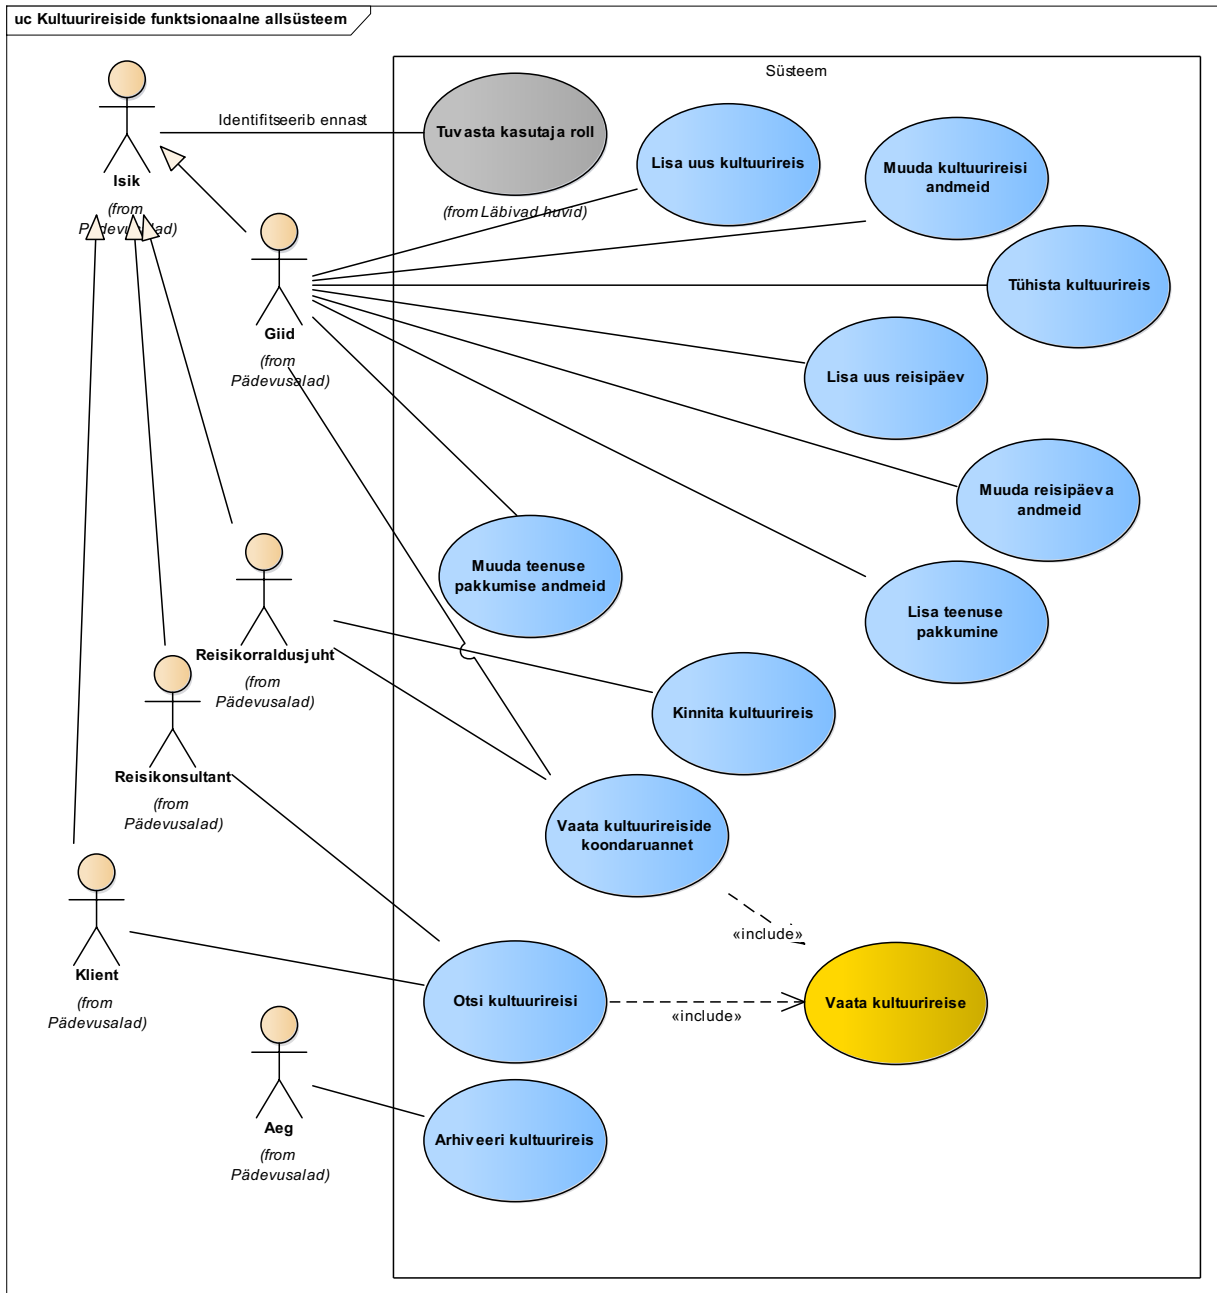 uc Kultuurireiside funktsionaalne allsüsteem
Süsteem
Identifitseerib ennast
Tuvasta kasutaja roll
(from Läbivad huvid)
Lisa uus kultuurireis
Muuda kultuurireisi
andmeid
Isik
(from
Pädevusalad)
Tühista kultuurireis
Giid
(from
Pädevusalad)
Lisa uus reisipäev
Muuda reisipäeva
andmeid
Muuda teenuse
pakkumise andmeid
Lisa teenuse
pakkumine
Reisikorraldusjuht
(from
Pädevusalad)
Kinnita kultuurireis
Reisikonsultant
(from
Pädevusalad)
Vaata kultuurireiside
koondaruannet
«include»
Klient
(from
Pädevusalad)
Otsi kultuurireisi
«include»
Vaata kultuurireise
Aeg
(from
Pädevusalad)
Arhiveeri kultuurireis